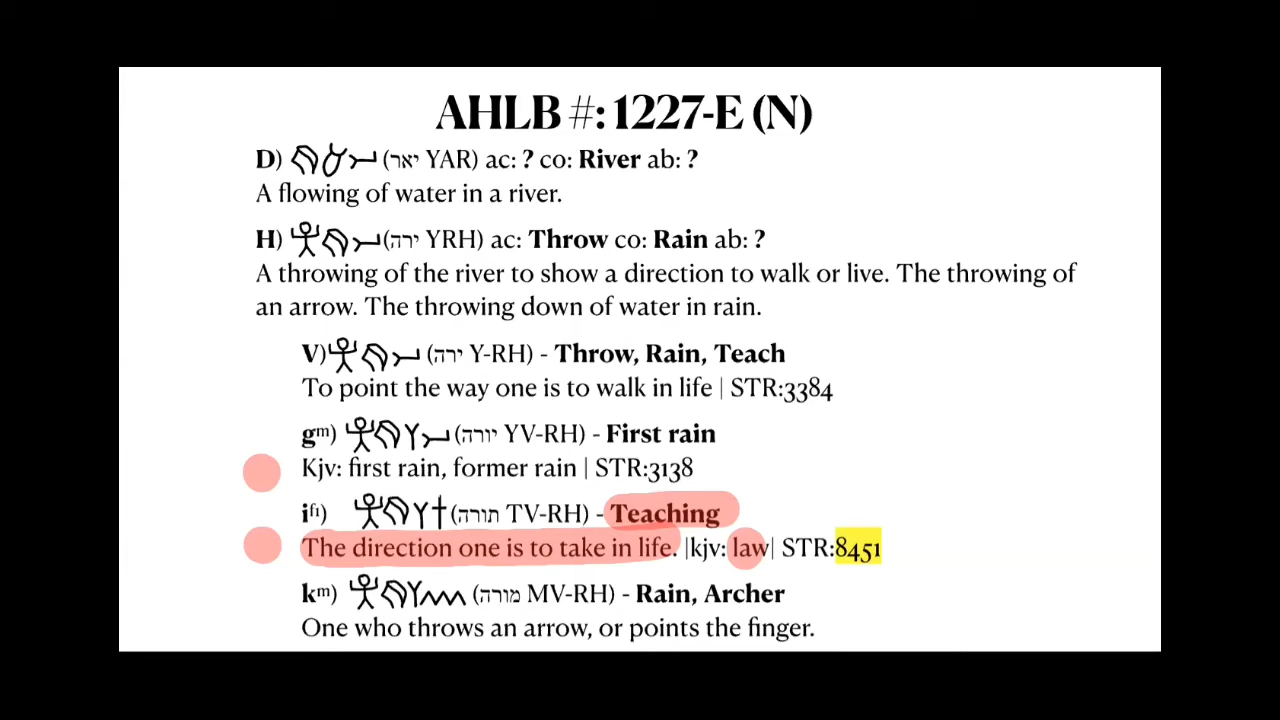 AHLB #: 1227-E (N)
D) (יאר YAR) ac: ? co: River ab: ?
A flowing of water in a river.
H) (ירה YRH) ac: Throw co: Rain ab: ?
A throwing of the river to show a direction to walk or live. The throwing of
an arrow. The throwing down of water in rain.
V) (ירה Y-RH) - Throw, Rain, Teach
To point the way one is to walk in life | STR:3384
gᵐ) (יורה YV-RH) - First rain
Kjv: first rain, former rain | STR:3138
iᶠ¹) (תורה TV-RH) - Teaching
The direction one is to take in life. |kjv: law| STR:8451
kᵐ) (מורה MV-RH) - Rain, Archer
One who throws an arrow, or points the finger.